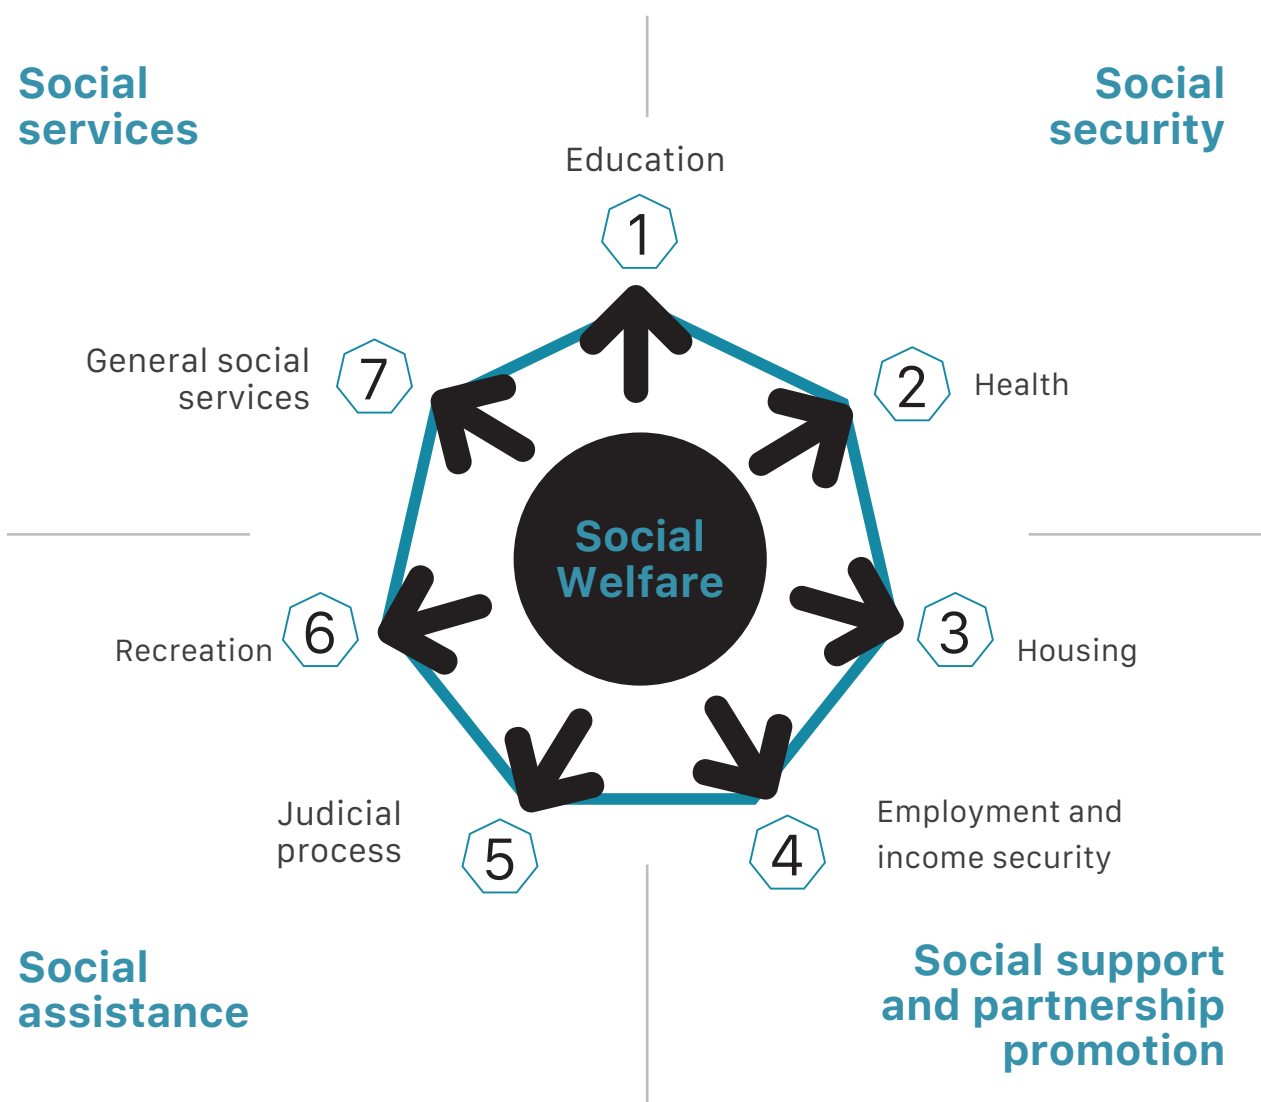 Social
services
Social
security
Education
1
General social
services
7
2
Health
Social
Welfare
Recreation
6
3
Housing
Judicial
process
5
4
Employment and
income security
Social
assistance
Social support
and partnership
promotion